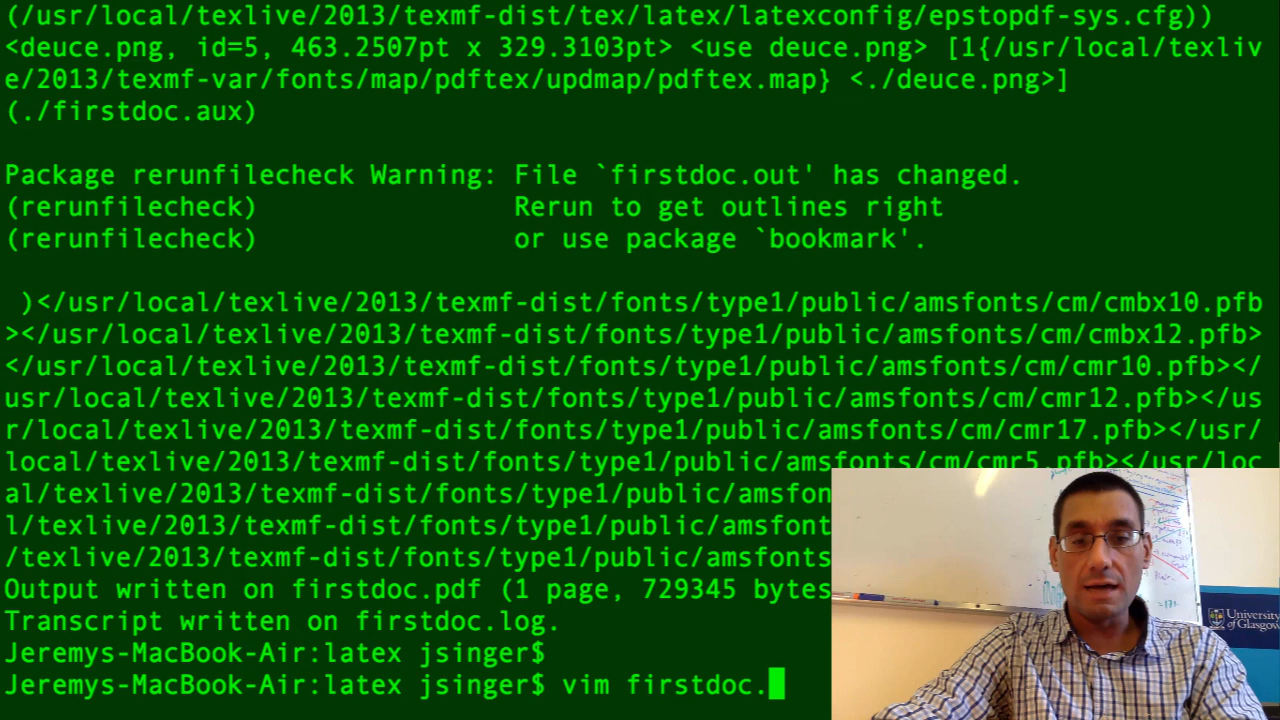 (/usr/local/texlive/2013/texmf-dist/tex/latex/latexconfig/epstopdf-sys.cfg))
<deuce.png, id=5, 463.2507pt x 329.3103pt> <use deuce.png> [1{/usr/local/texliv
e/2013/texmf-var/fonts/map/pdftex/updmap/pdftex.map} <./deuce.png>]
(./firstdoc.aux)
Package rerunfilecheck Warning: File `firstdoc.out' has changed.
(rerunfilecheck)                Rerun to get outlines right
(rerunfilecheck)                or use package `bookmark'.
)</usr/local/texlive/2013/texmf-dist/fonts/type1/public/amsfonts/cm/cmbx10.pfb
></usr/local/texlive/2013/texmf-dist/fonts/type1/public/amsfonts/cm/cmbx12.pfb>
</usr/local/texlive/2013/texmf-dist/fonts/type1/public/amsfonts/cm/cmr10.pfb></
usr/local/texlive/2013/texmf-dist/fonts/type1/public/amsfonts/cm/cmr12.pfb></us
r/local/texlive/2013/texmf-dist/fonts/type1/public/amsfonts/cm/cmr17.pfb></usr/
local/texlive/2013/texmf-dist/fonts/type1/public/amsfonts/cm/cmr5.pfb></usr/loc
al/texlive/2013/texmf-dist/fonts/type1/public/amsfon
l/texlive/2013/texmf-dist/fonts/type1/public/amsfont
/texlive/2013/texmf-dist/fonts/type1/public/amsfonts
Output written on firstdoc.pdf (1 page, 729345 bytes
Transcript written on firstdoc.log.
Jeremys-MacBook-Air:latex jsinger$
Jeremys-MacBook-Air:latex jsinger$ vim firstdoc.
University
of Glasgow